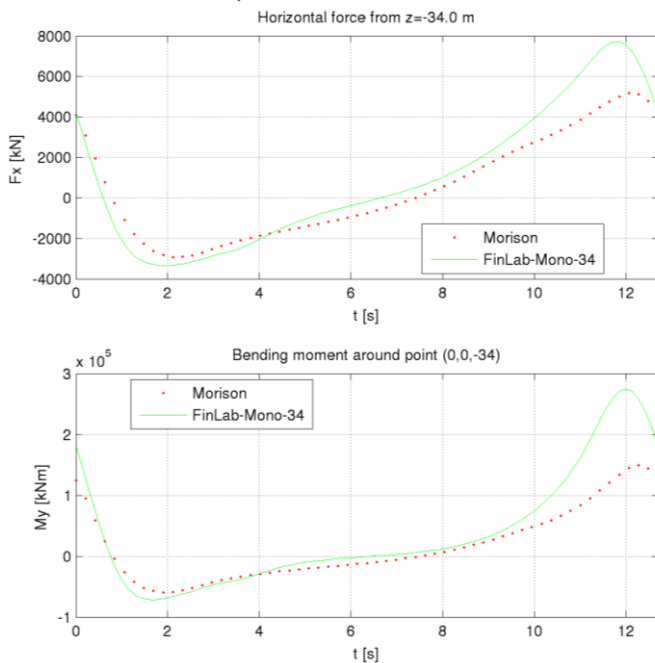 Horizontal force from z=-34.0 m
8000
6000
4000
2000
0
-2000
-4000
Fx [kN]
Morison
FinLab-Mono-34
0 2 4 6 8 10 12
t [s]
x 10^5
Bending moment around point (0,0,-34)
3
2
1
0
-1
My [kNm]
Morison
FinLab-Mono-34
0 2 4 6 8 10 12
t [s]